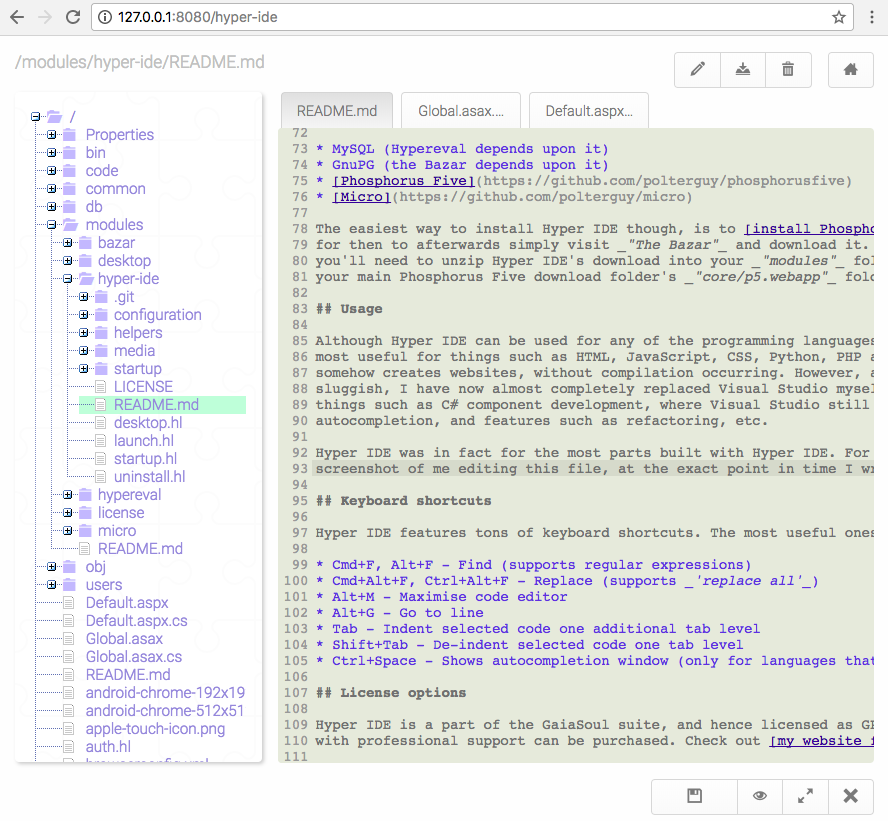 127.0.0.1:8080/hyper-ide
/modules/hyper-ide/README.md
/
Properties
bin
code
common
db
modules
bazar
desktop
hyper-ide
.git
configuration
helpers
media
startup
LICENSE
README.md
desktop.hl
launch.hl
startup.hl
uninstall.hl
hypereval
license
micro
README.md
obj
users
Default.aspx
Default.aspx.cs
Global.asax
Global.asax.cs
README.md
android-chrome-192x19
android-chrome-512x51
apple-touch-icon.png
auth.hl
README.md Global.asax.... Default.aspx...
72
73 * MySQL (Hypereval depends upon it)
74 * GnuPG (the Bazar depends upon it)
75 * [Phosphorus Five](https://github.com/polterguy/phosphorusfive)
76 * [Micro](https://github.com/polterguy/micro)
77
78 The easiest way to install Hyper IDE though, is to [install Phospho
79 for then to afterwards simply visit _"The Bazar"_ and download it.
80 you'll need to unzip Hyper IDE's download into your _"modules"_ fol
81 your main Phosphorus Five download folder's _"core/p5.webapp"_ fold
82
83 ## Usage
84
85 Although Hyper IDE can be used for any of the programming languages
86 most useful for things such as HTML, JavaScript, CSS, Python, PHP a
87 somehow creates websites, without compilation occurring. However, a
88 sluggish, I have now almost completely replaced Visual Studio mysel
89 things such as C# component development, where Visual Studio still
90 autocompletion, and features such as refactoring, etc.
91
92 Hyper IDE was in fact for the most parts built with Hyper IDE. For
93 screenshot of me editing this file, at the exact point in time I wr
94
95 ## Keyboard shortcuts
96
97 Hyper IDE features tons of keyboard shortcuts. The most useful ones
98
99 * Cmd+F, Alt+F - Find (supports regular expressions)
100 * Cmd+Alt+F, Ctrl+Alt+F - Replace (supports _'replace all'_)
101 * Alt+M - Maximise code editor
102 * Alt+G - Go to line
103 * Tab - Indent selected code one additional tab level
104 * Shift+Tab - De-indent selected code one tab level
105 * Ctrl+Space - Shows autocompletion window (only for languages that
106
107 ## License options
108
109 Hyper IDE is a part of the GaiaSoul suite, and hence licensed as GP
110 with professional support can be purchased. Check out [my website f
111